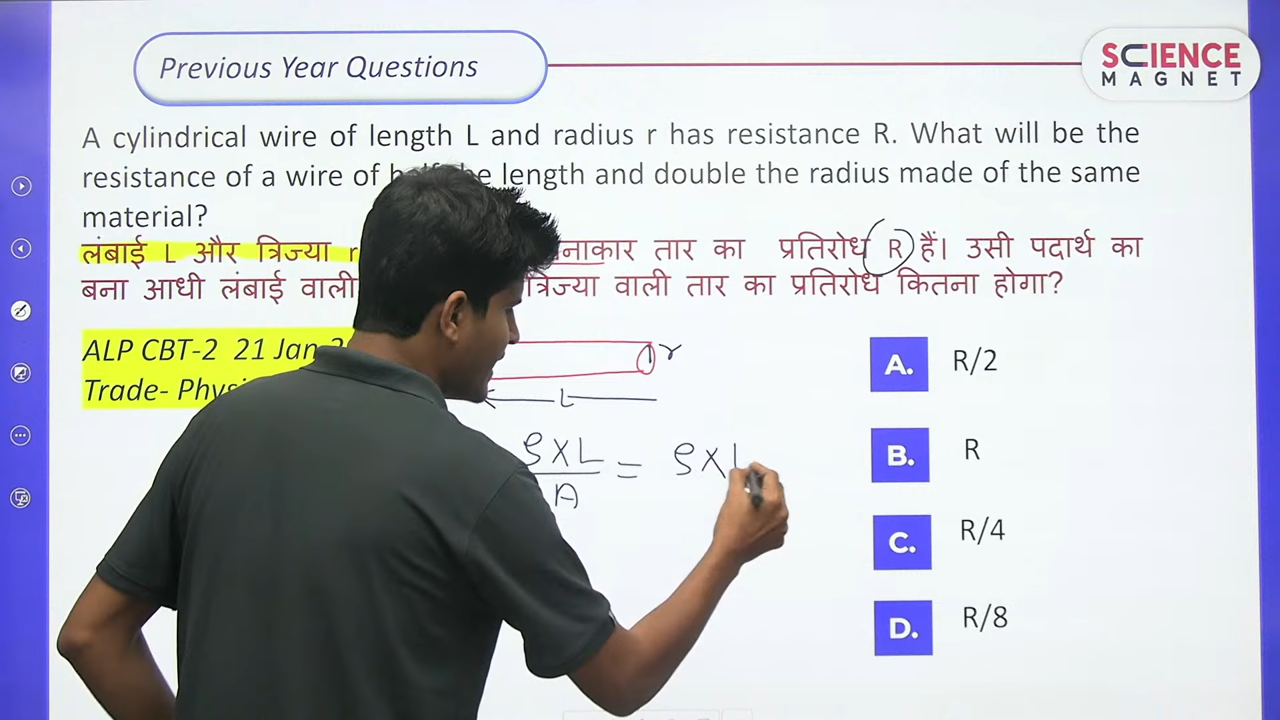 Previous Year Questions
SCIENCE
MAGNET
A cylindrical wire of length L and radius r has resistance R. What will be the
resistance of a wire of length and double the radius made of the same
material?
लंबाई L और त्रिज्या r तार का प्रतिरोध R हैं। उसी पदार्थ का
बना आधी लंबाई वाली त्रिज्या वाली तार का प्रतिरोध कितना होगा?
ALP CBT-2 21 Jan
Trade-
r
L
ρ×L
= ρ×
A
A. R/2
B. R
C. R/4
D. R/8